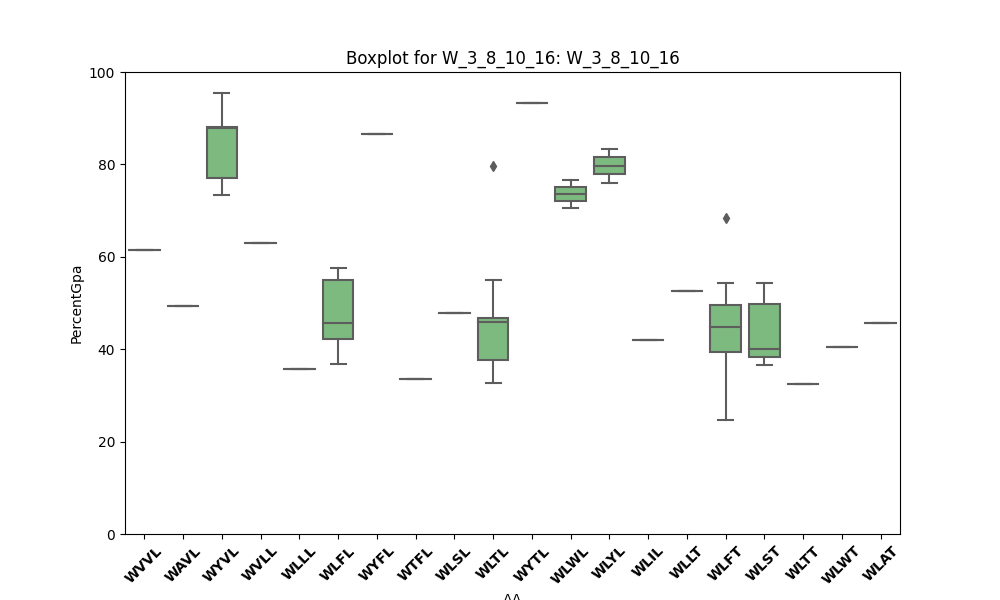 Boxplot for W_3_8_10_16: W_3_8_10_16
100
80
60
40
20
0
PercentGpa
WVVL
WAVL
WYVL
WVLL
WLLL
WLFL
WYFL
WTFL
WLSL
WLTL
WYTL
WLWL
WLYL
WLIL
WLLT
WLFT
WLST
WLTT
WLWT
WLAT
AA